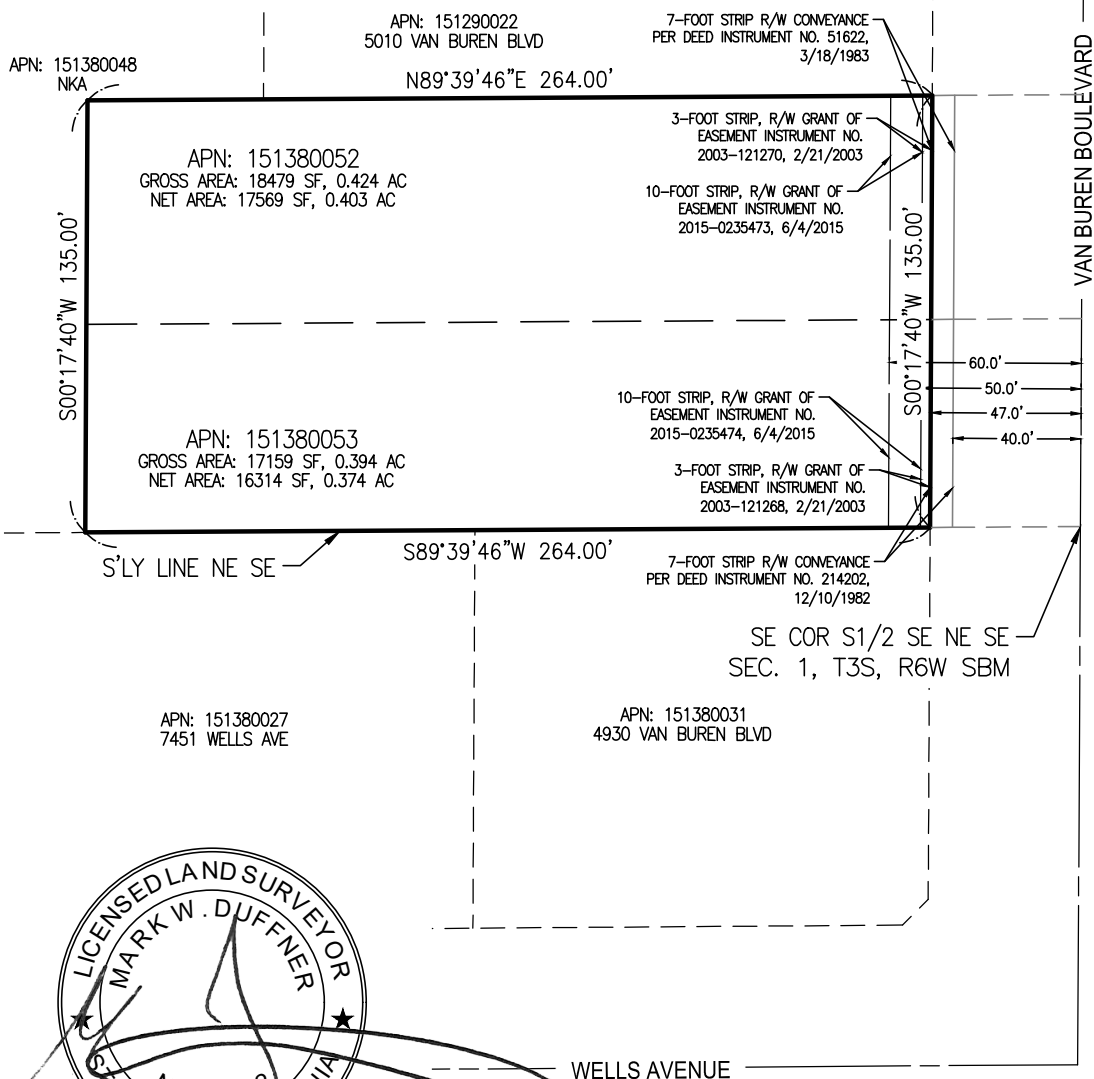 APN: 151290022
5010 VAN BUREN BLVD
7-FOOT STRIP R/W CONVEYANCE
PER DEED INSTRUMENT NO. 51622,
3/18/1983
APN: 151380048
NKA
N89°39'46"E 264.00'
VAN BUREN BOULEVARD
APN: 151380052
GROSS AREA: 18479 SF, 0.424 AC
NET AREA: 17569 SF, 0.403 AC
3-FOOT STRIP, R/W GRANT OF
EASEMENT INSTRUMENT NO.
2003-121270, 2/21/2003
10-FOOT STRIP, R/W GRANT OF
EASEMENT INSTRUMENT NO.
2015-0235473, 6/4/2015
S00°17'40"W 135.00'
S00°17'40"W 135.00'
60.0'
50.0'
47.0'
40.0'
APN: 151380053
GROSS AREA: 17159 SF, 0.394 AC
NET AREA: 16314 SF, 0.374 AC
10-FOOT STRIP, R/W GRANT OF
EASEMENT INSTRUMENT NO.
2015-0235474, 6/4/2015
3-FOOT STRIP, R/W GRANT OF
EASEMENT INSTRUMENT NO.
2003-121268, 2/21/2003
S'LY LINE NE SE
S89°39'46"W 264.00'
7-FOOT STRIP R/W CONVEYANCE
PER DEED INSTRUMENT NO. 214202,
12/10/1982
SE COR S1/2 SE NE SE
SEC. 1, T3S, R6W SBM
APN: 151380027
7451 WELLS AVE
APN: 151380031
4930 VAN BUREN BLVD
LICENSED LAND SURVEYOR
MARK W. DUFFNER
WELLS AVENUE